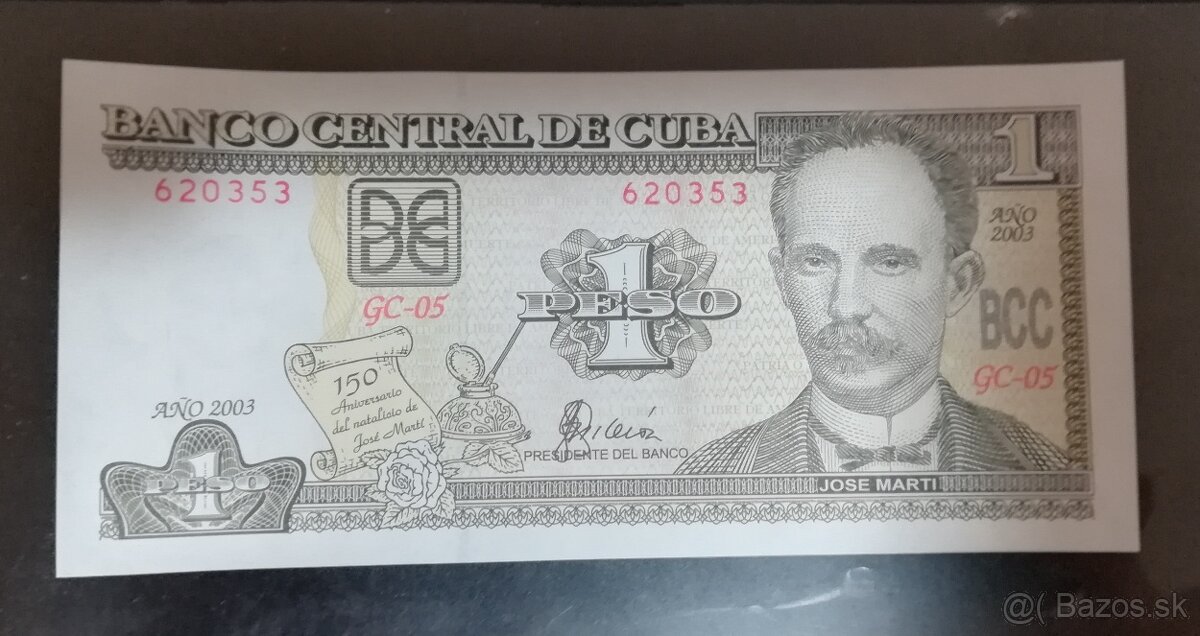 BANCO CENTRAL DE CUBA
1
620353
620353
AÑO
2003
GC-05
1
PESO
BCC
GC-05
150
Aniversario
del natalicio de
José Martí
AÑO 2003
1
PESO
PRESIDENTE DEL BANCO
JOSE MARTI
@( Bazos.sk